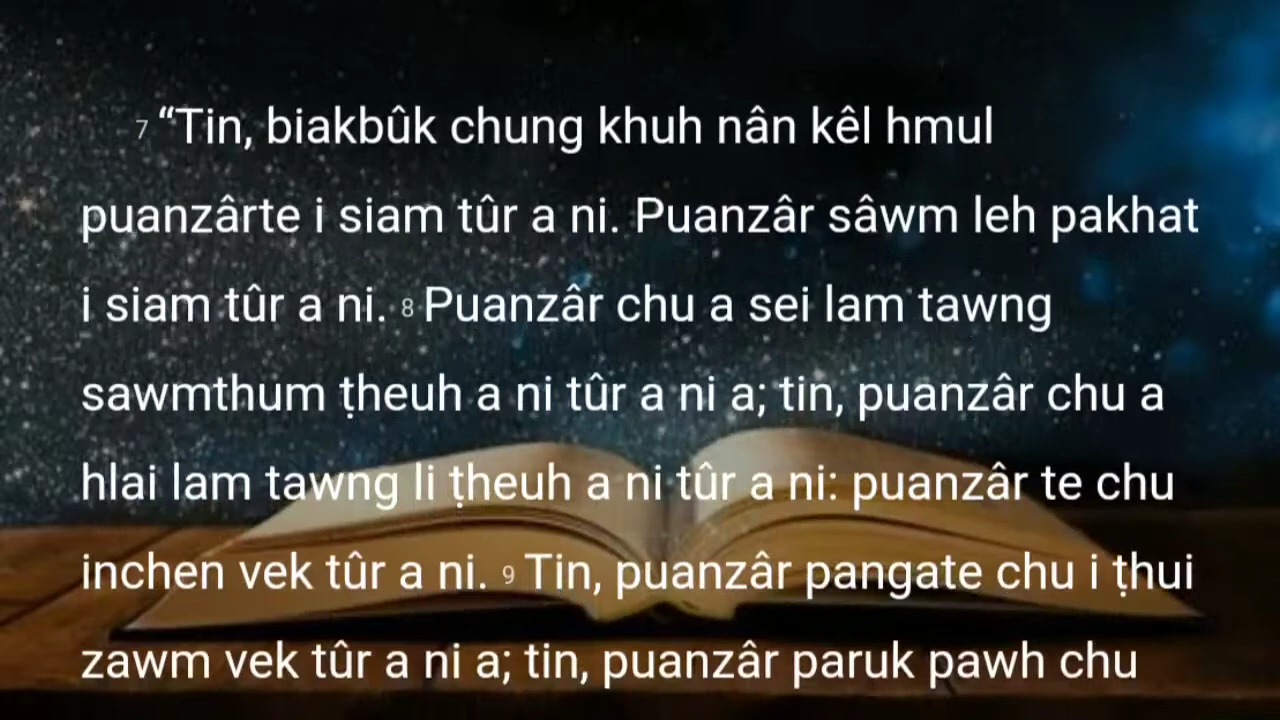 7 “Tin, biakbûk chung khuh nân kêl hmul
puanzârte i siam tûr a ni. Puanzâr sâwm leh pakhat
i siam tûr a ni. 8 Puanzâr chu a sei lam tawng
sawmthum ṭheuh a ni tûr a ni a; tin, puanzâr chu a
hlai lam tawng li ṭheuh a ni tûr a ni: puanzâr te chu
inchen vek tûr a ni. 9 Tin, puanzâr pangate chu i ṭhui
zawm vek tûr a ni a; tin, puanzâr paruk pawh chu